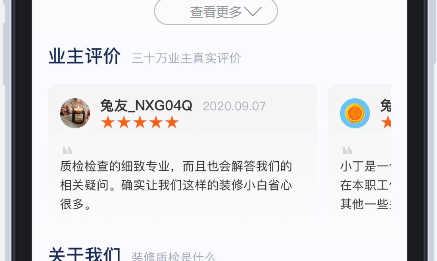 查看更多
业主评价 三十万业主真实评价
兔友_NXG04Q 2020.09.07
质检检查的细致专业，而且也会解答我们的
相关疑问。确实让我们这样的装修小白省心
很多。
小丁是一
在本职工
其他一些
关于我们 装修质检是什么